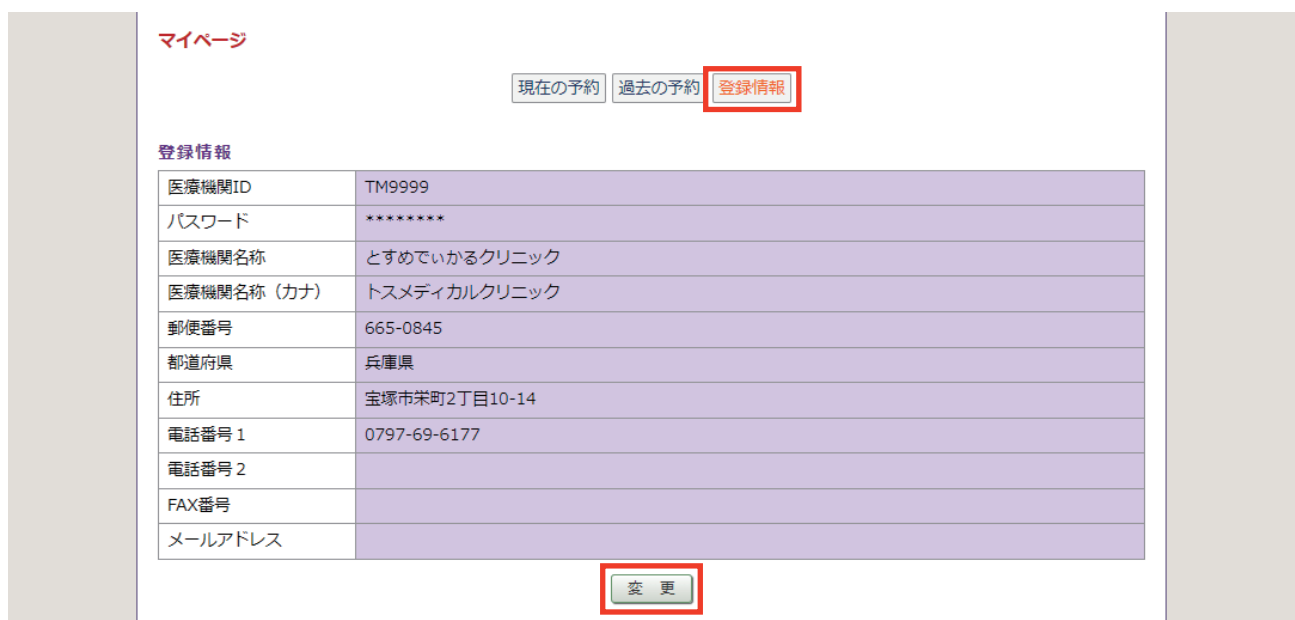 マイページ
現在の予約 過去の予約 登録情報
登録情報
医療機関ID TM9999
パスワード ********
医療機関名称 とすめでぃかるクリニック
医療機関名称（カナ） トスメディカルクリニック
郵便番号 665-0845
都道府県 兵庫県
住所 宝塚市栄町2丁目10-14
電話番号１ 0797-69-6177
電話番号２
FAX番号
メールアドレス
変　更